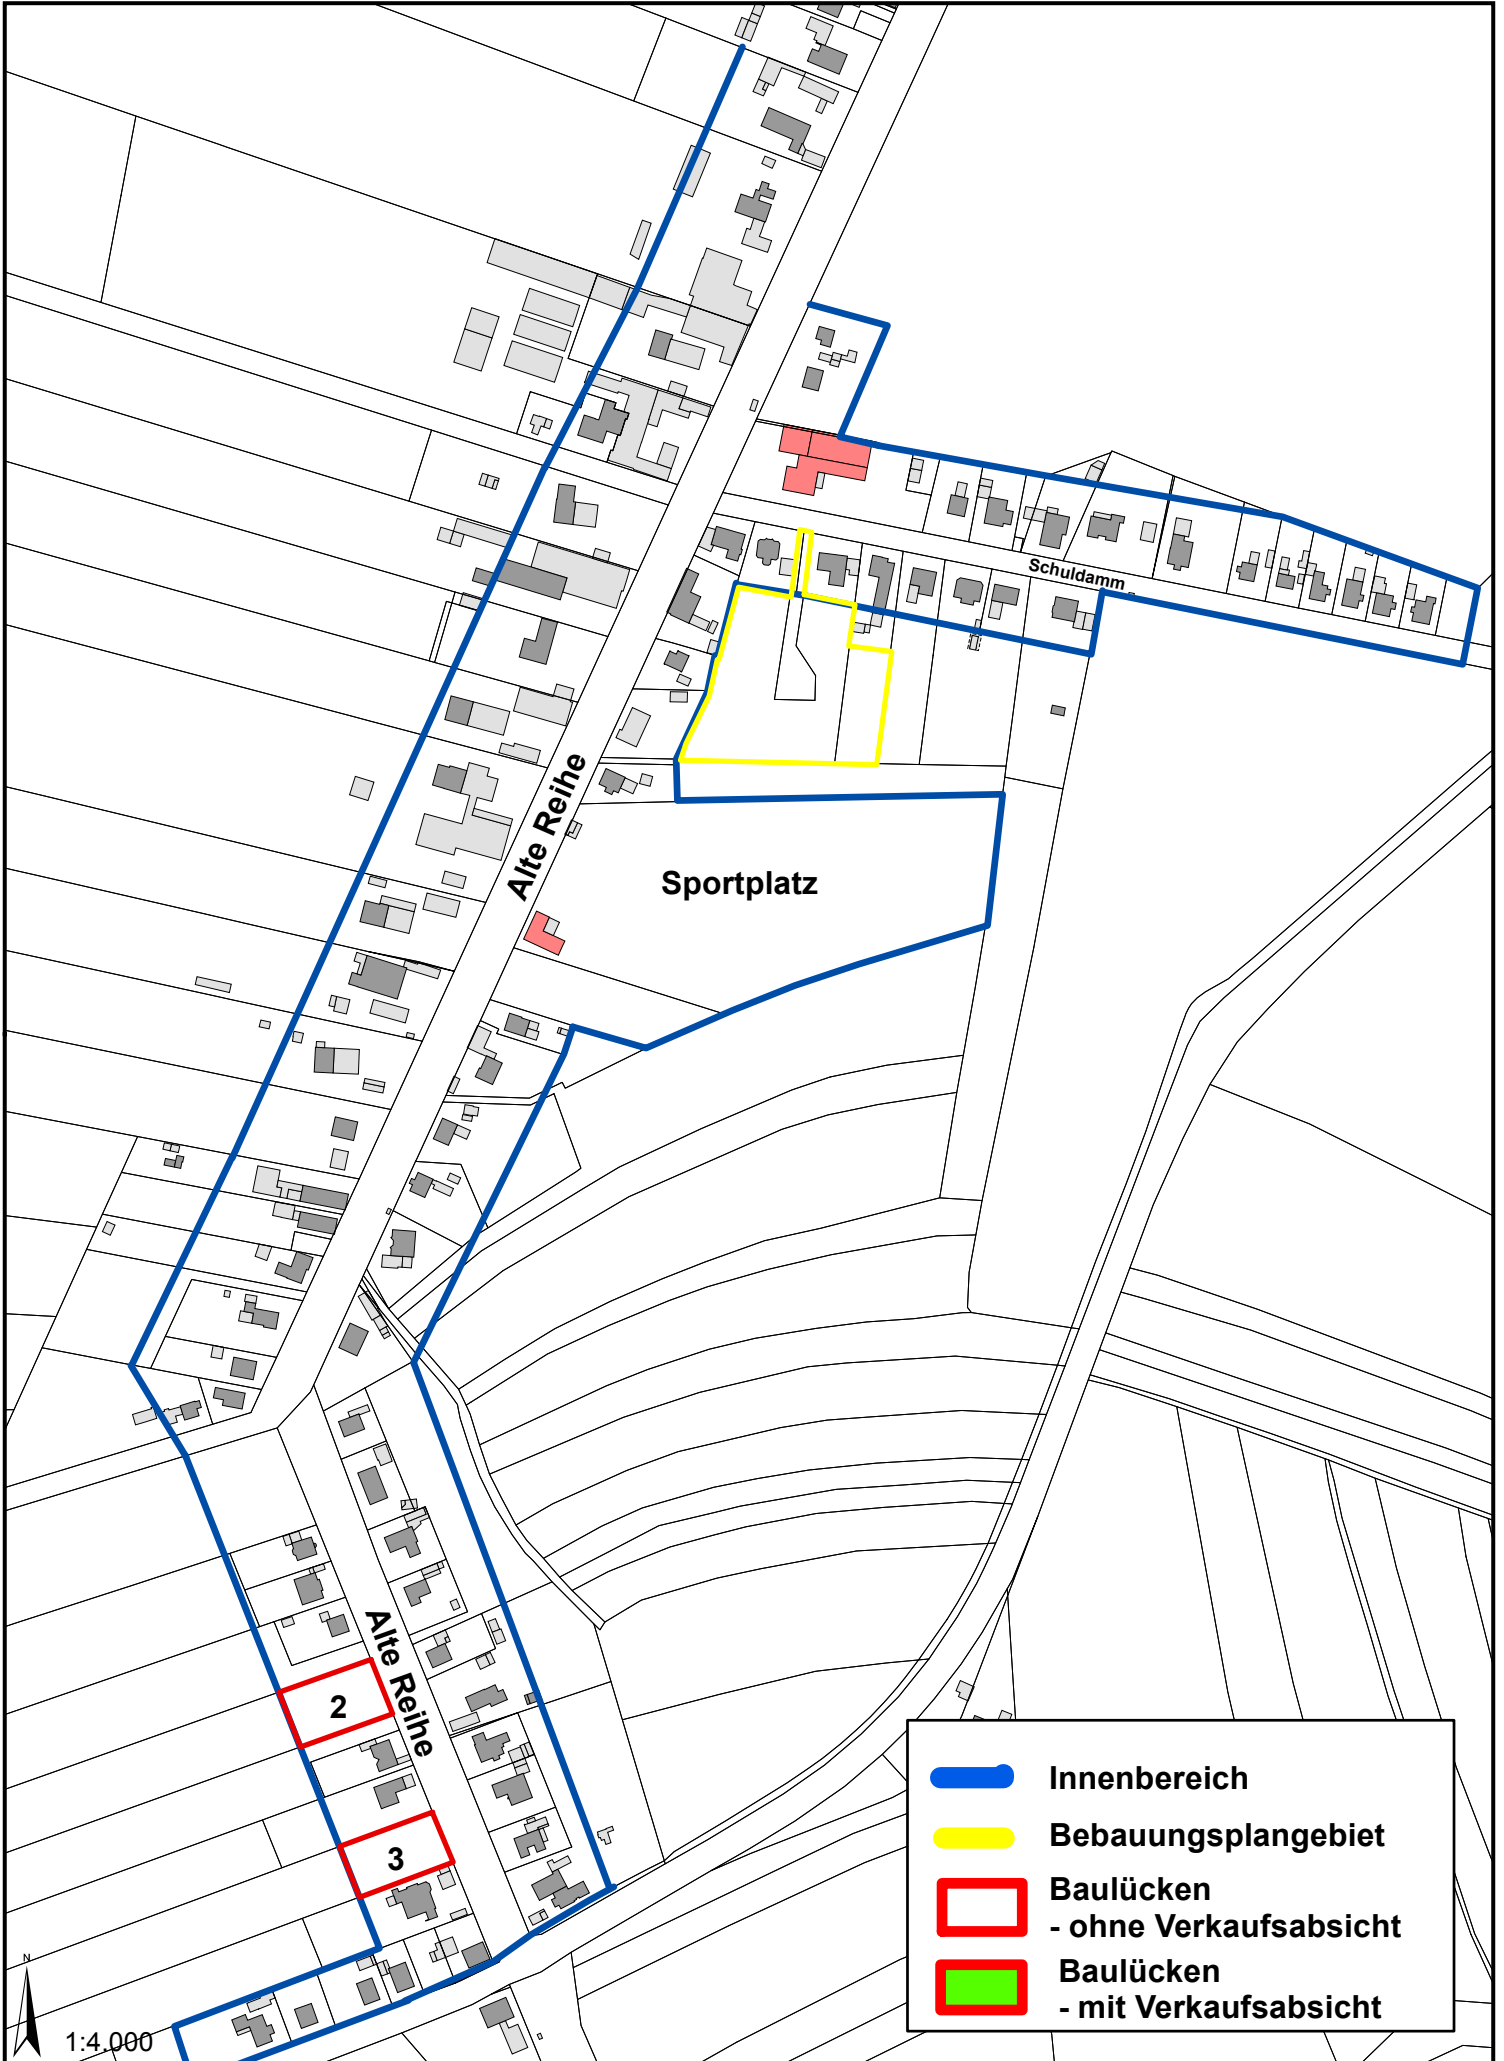 Schuldamm
Alte Reihe
Sportplatz
Alte Reihe
2
3
Innenbereich
Bebauungsplangebiet
Baulücken
- ohne Verkaufsabsicht
Baulücken
- mit Verkaufsabsicht
N
1:4.000